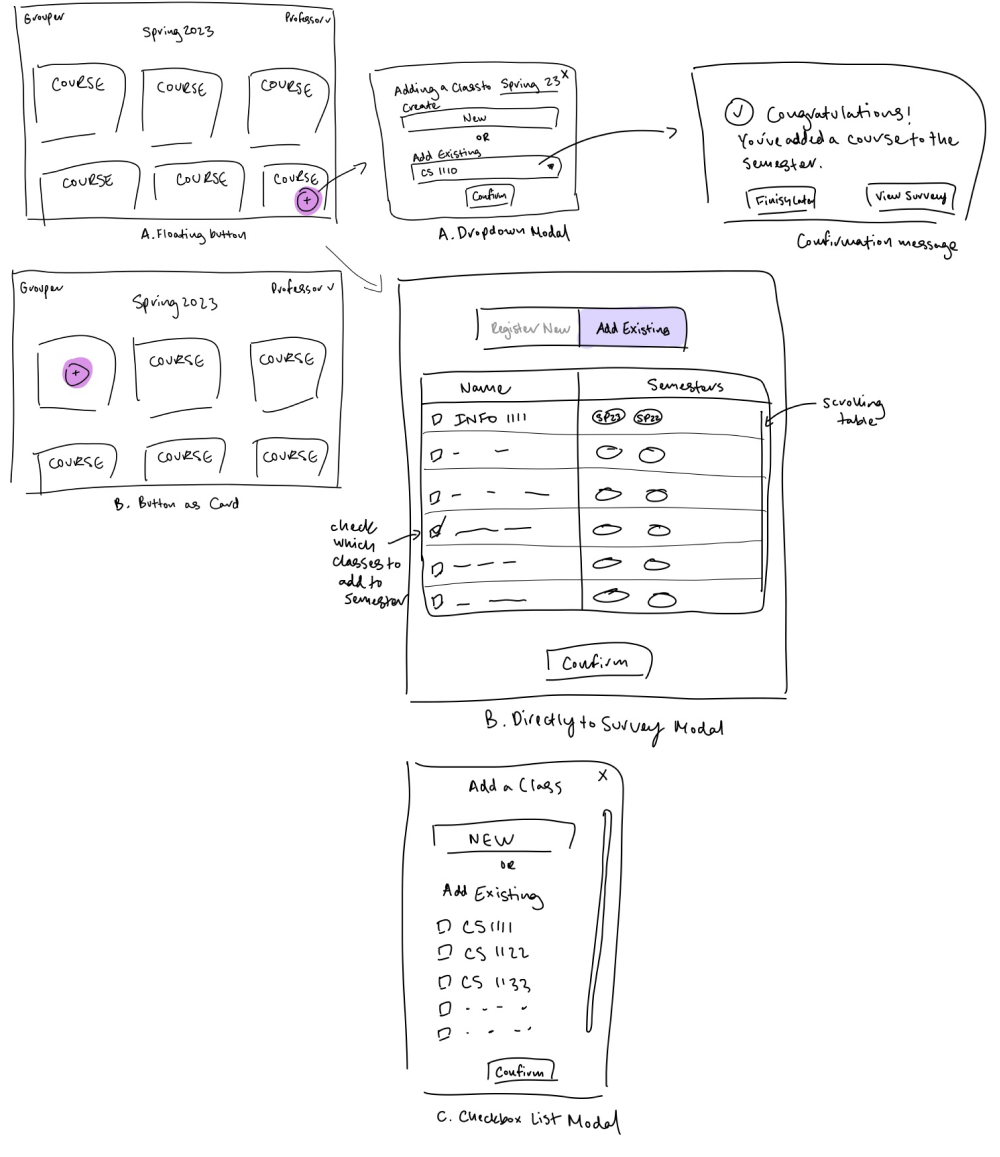 Grouper
Professor v
Spring 2023
COURSE
COURSE
COURSE
COURSE
COURSE
COURSE
+
A. Floating button
Adding a Class to Spring 23 X
Create
New
OR
Add Existing
CS 1110
Confirm
A. Dropdown Modal
Congratulations!
You've added a course to the
semester.
Finish Later
View Survey
Confirmation message
Grouper
Professor v
Spring 2023
+
COURSE
COURSE
COURSE
COURSE
COURSE
B. Button as Card
Register New
Add Existing
Name
Semesters
INFO 1111
SP23
SP22
scrolling
table
check
which
classes to
add to
Semester
Confirm
B. Directly to Survey Modal
Add a Class
X
NEW
OR
Add Existing
CS 1111
CS 1122
CS 1133
Confirm
C. Checkbox List Modal